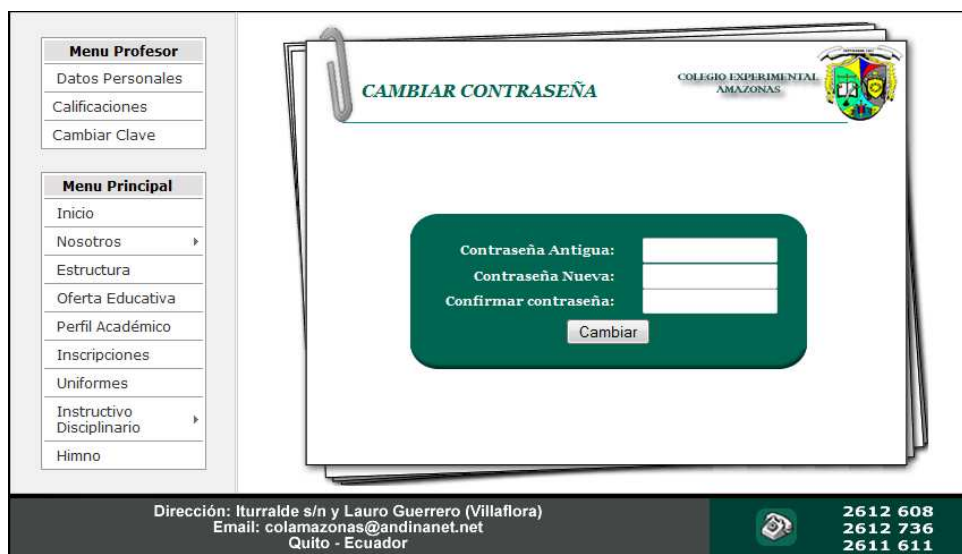 Menu Profesor
Datos Personales
Calificaciones
Cambiar Clave
Menu Principal
Inicio
Nosotros
Estructura
Oferta Educativa
Perfil Académico
Inscripciones
Uniformes
Instructivo
Disciplinario
Himno
CAMBIAR CONTRASEÑA
COLEGIO EXPERIMENTAL
AMAZONAS
Contraseña Antigua:
Contraseña Nueva:
Confirmar contraseña:
Cambiar
Dirección: Iturralde s/n y Lauro Guerrero (Villaflora)
Email: colamazonas@andinanet.net
Quito - Ecuador
2612 608
2612 736
2611 611